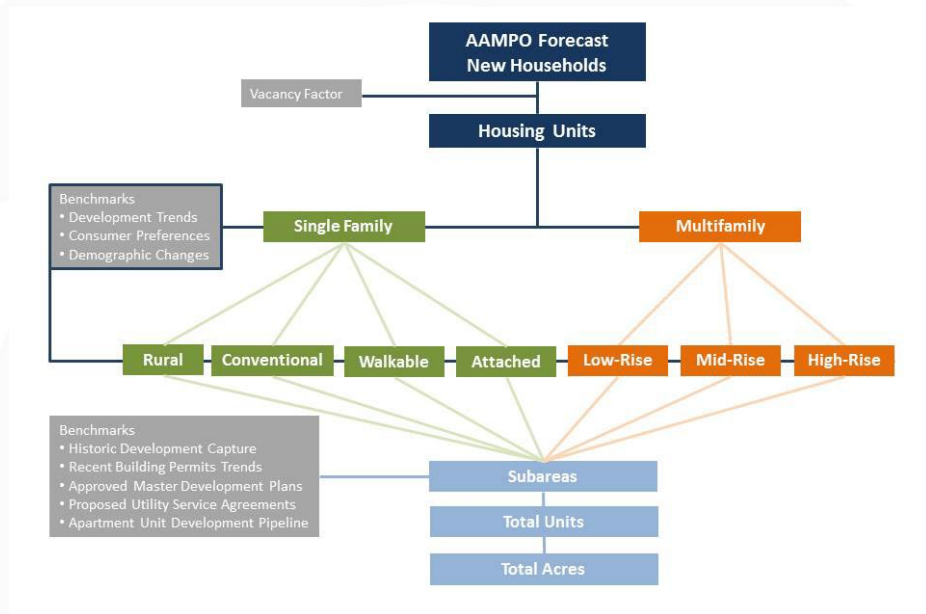 AAMPO Forecast
New Households
Vacancy Factor
Housing Units
Benchmarks
• Development Trends
• Consumer Preferences
• Demographic Changes
Single Family
Multifamily
Rural
Conventional
Walkable
Attached
Low-Rise
Mid-Rise
High-Rise
Benchmarks
• Historic Development Capture
• Recent Building Permits Trends
• Approved Master Development Plans
• Proposed Utility Service Agreements
• Apartment Unit Development Pipeline
Subareas
Total Units
Total Acres